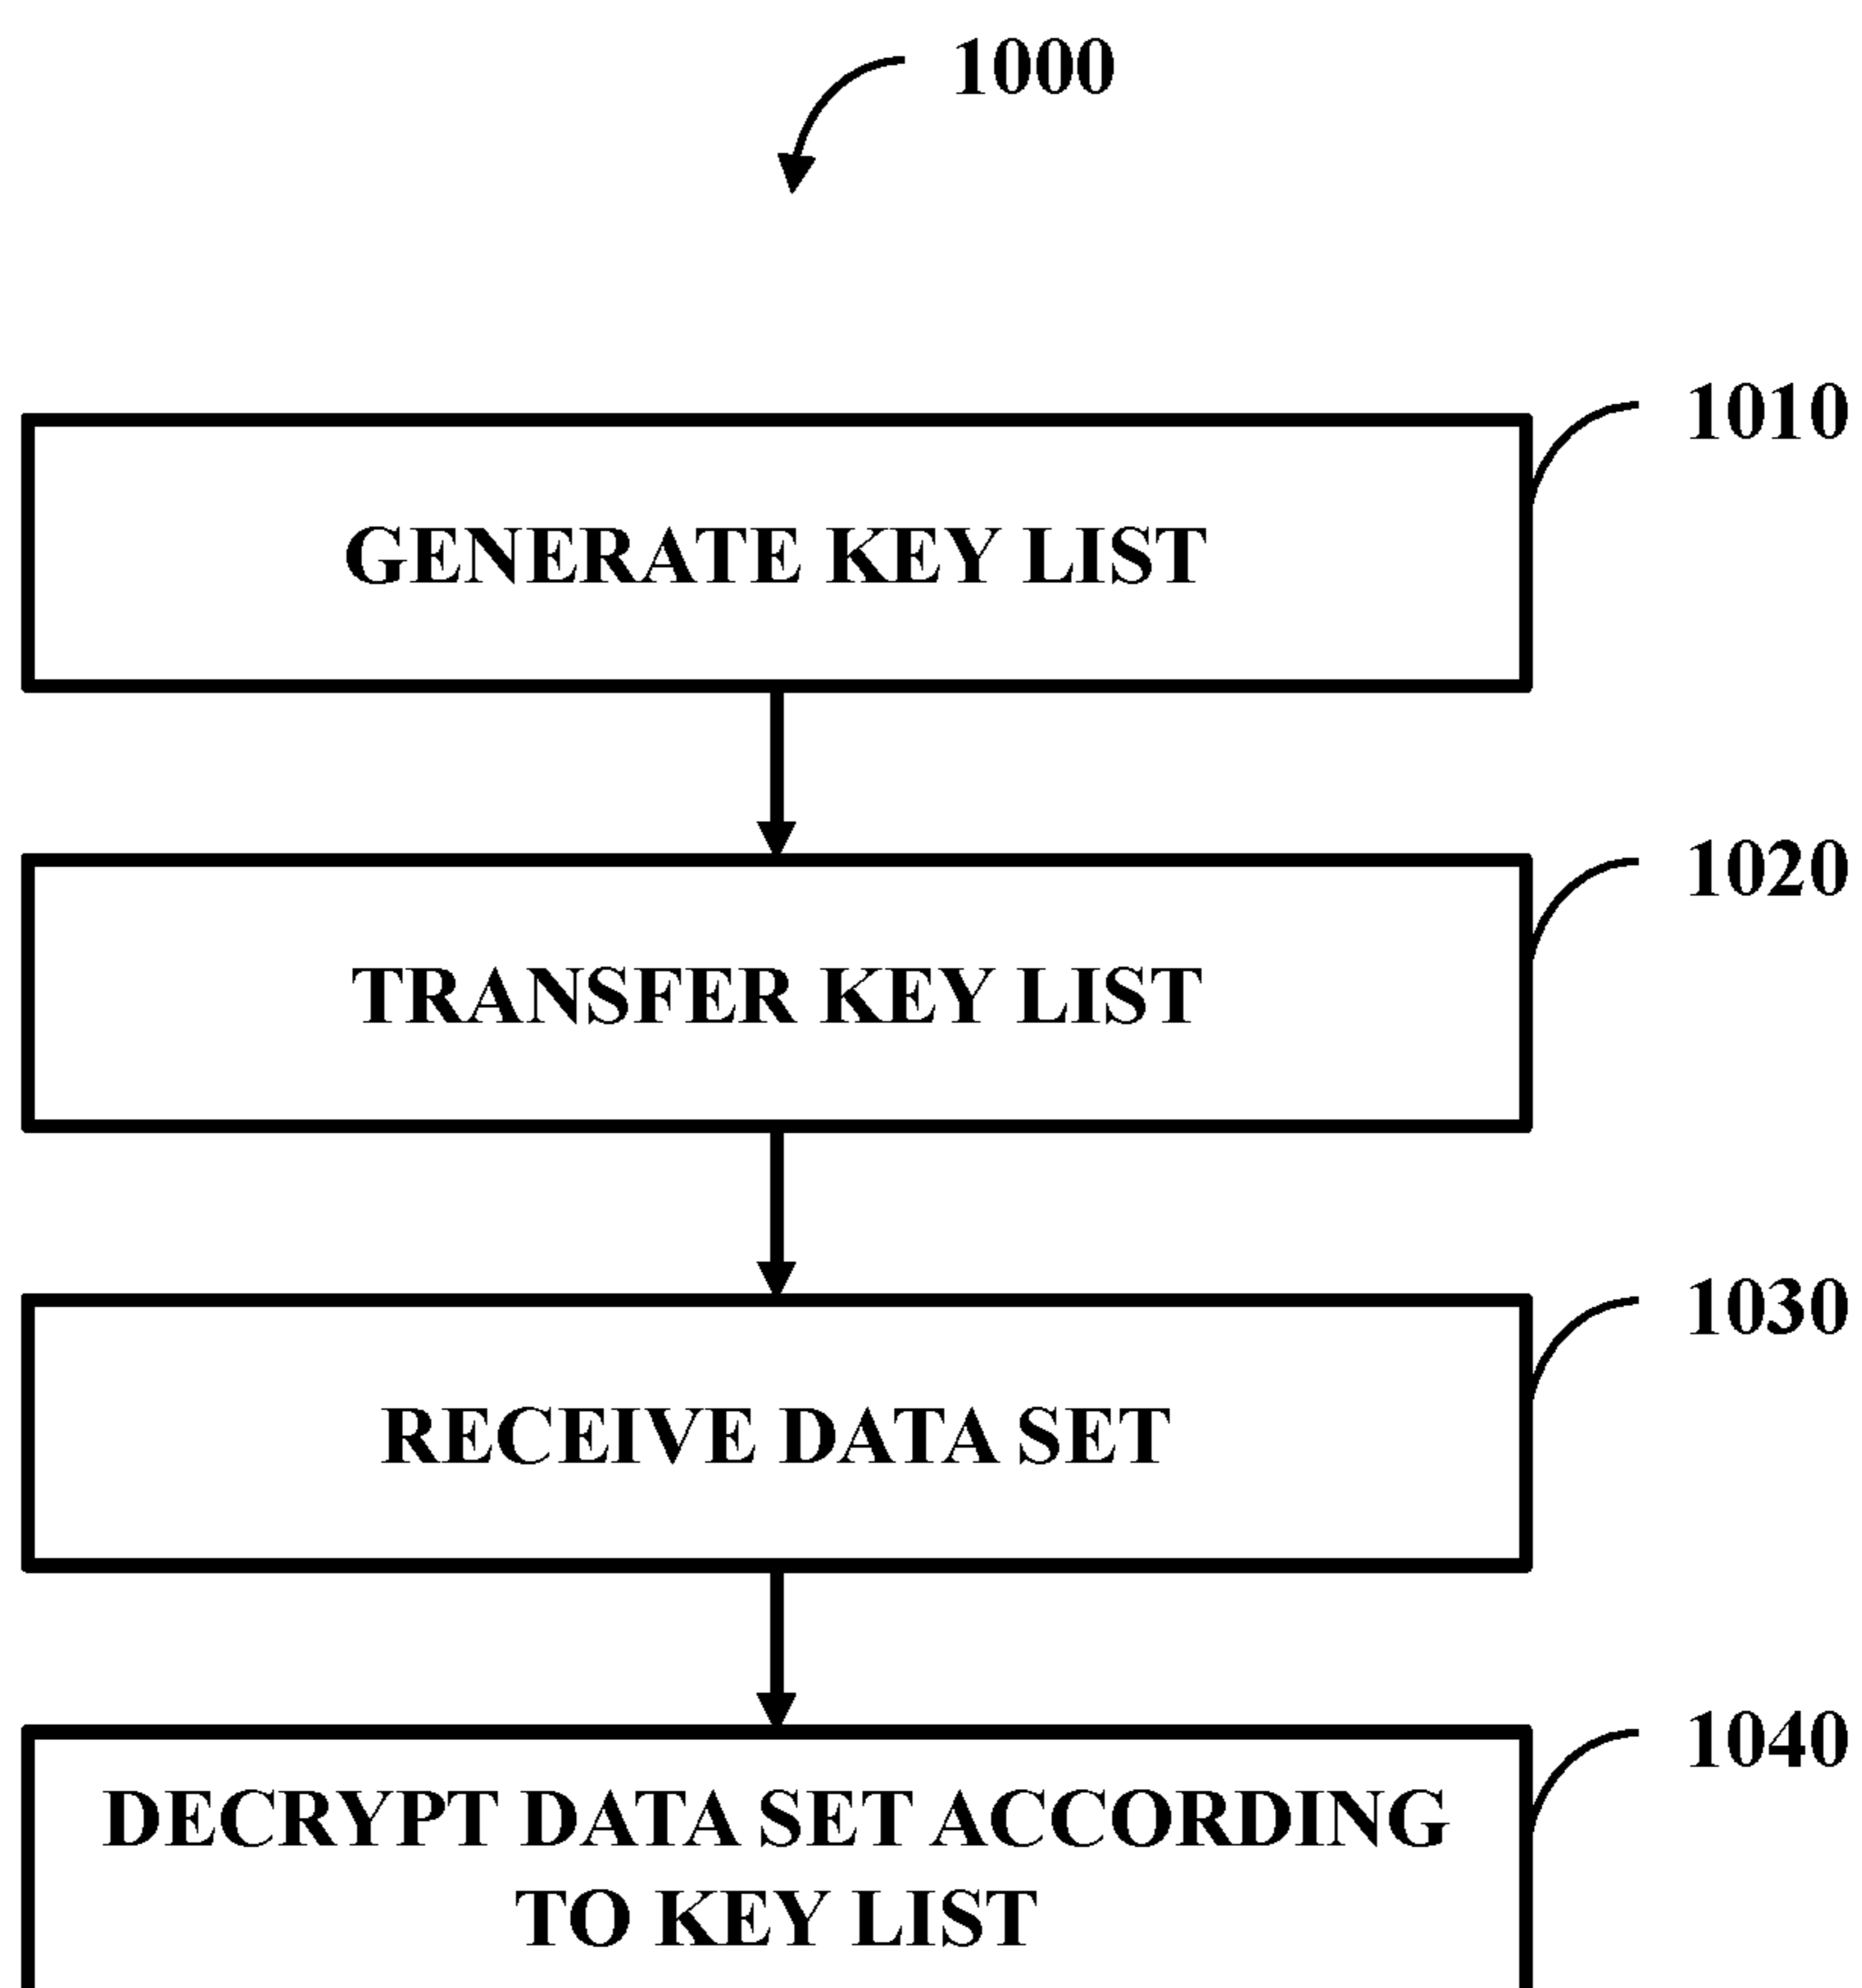 1000
1010
GENERATE KEY LIST
1020
TRANSFER KEY LIST
1030
RECEIVE DATA SET
1040
DECRYPT DATA SET ACCORDING
TO KEY LIST